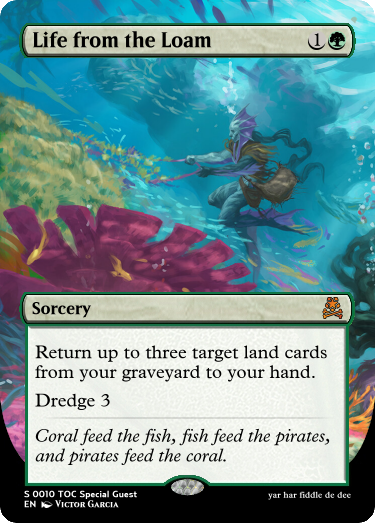 Life from the Loam 1
Sorcery
Return up to three target land cards
from your graveyard to your hand.
Dredge 3
Coral feed the fish, fish feed the pirates,
and pirates feed the coral.
S 0010 TOC Special Guest
EN Victor Garcia
yar har fiddle de dee